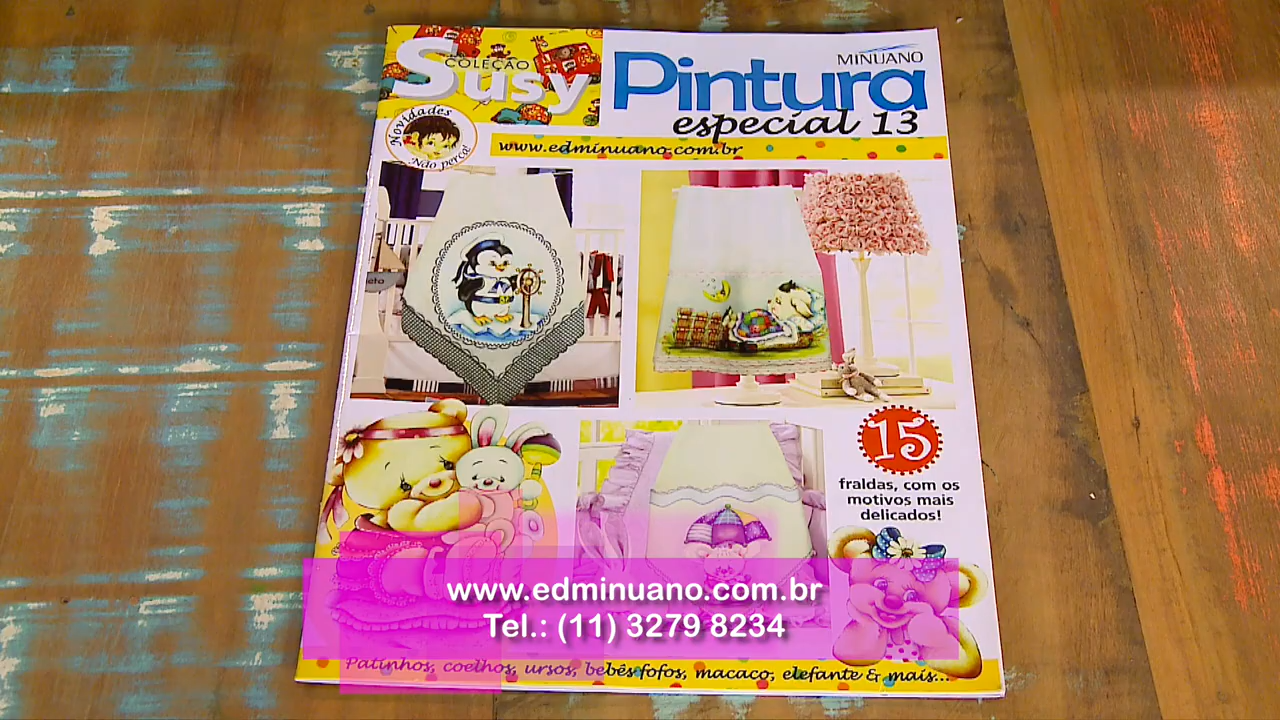 COLEÇÃO
Susy
MINUANO
Pintura
especial 13
Novidades
Não perca!
www.edminuano.com.br
15
fraldas, com os
motivos mais
delicados!
www.edminuano.com.br
Tel.: (11) 3279 8234
Patinhos, coelhos, ursos, bebês fofos, macaco, elefante & mais...